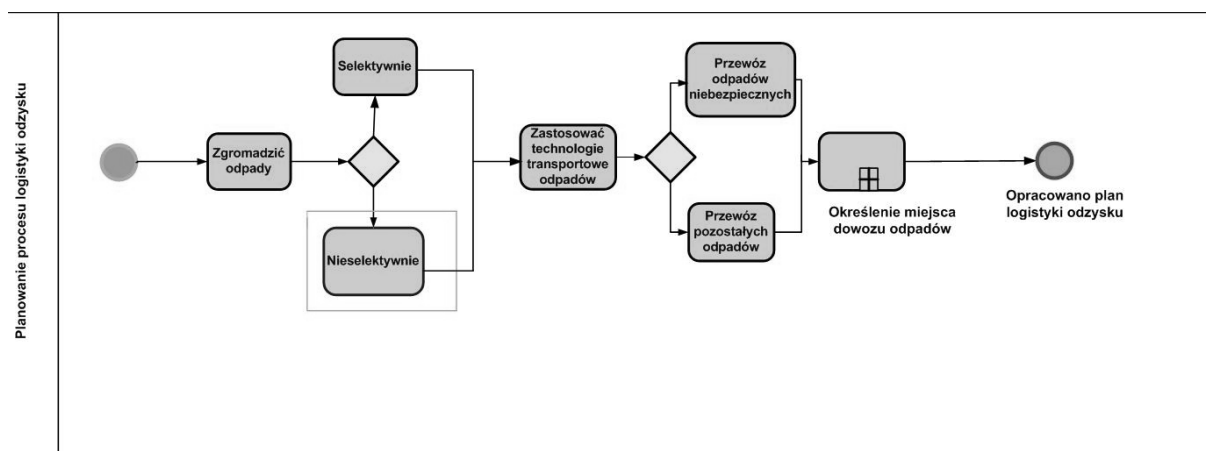 Planowanie procesu logistyki odzysku
Zgromadzić
odpady
Selektywnie
Nieselektywnie
Zastosować
technologie
transportowe
odpadów
Przewóz
odpadów
niebezpiecznych
Przewóz
pozostałych
odpadów
Określenie miejsca
dowozu odpadów
Opracowano plan
logistyki odzysku